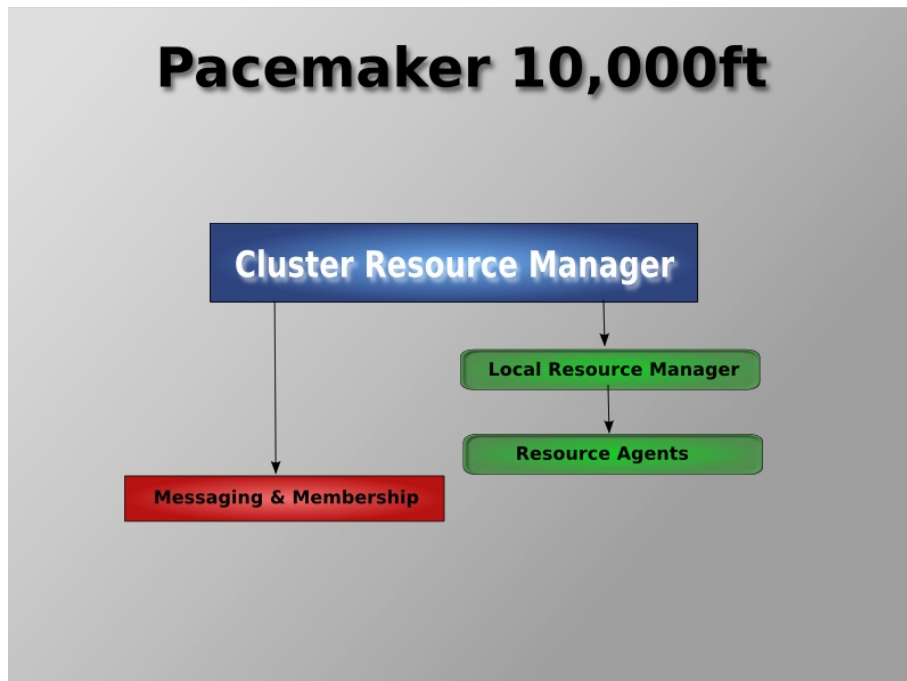 Pacemaker 10,000ft
Cluster Resource Manager
Local Resource Manager
Resource Agents
Messaging & Membership